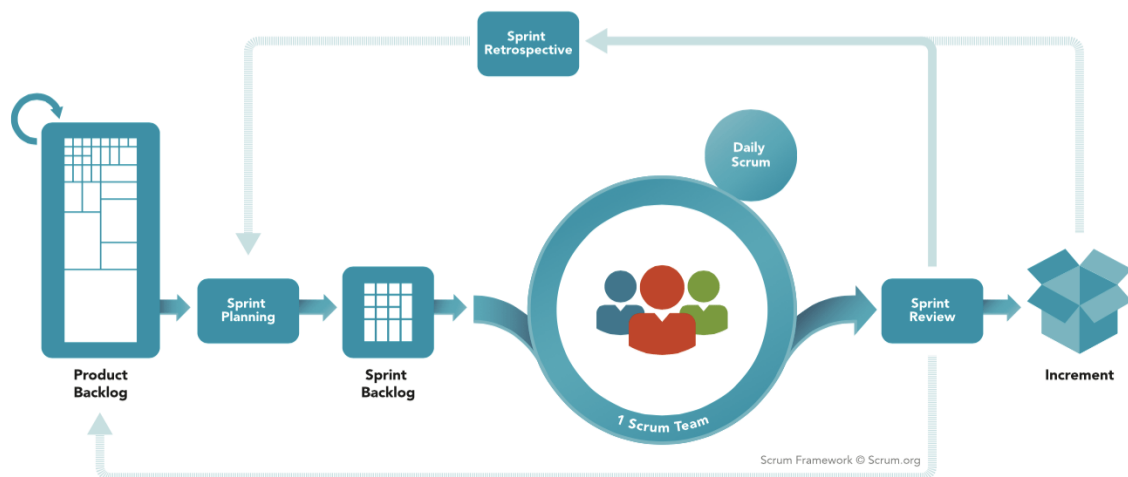 Sprint
Retrospective
Daily
Scrum
Sprint
Planning
Sprint
Review
Product
Backlog
Sprint
Backlog
1 Scrum Team
Increment
Scrum Framework © Scrum.org